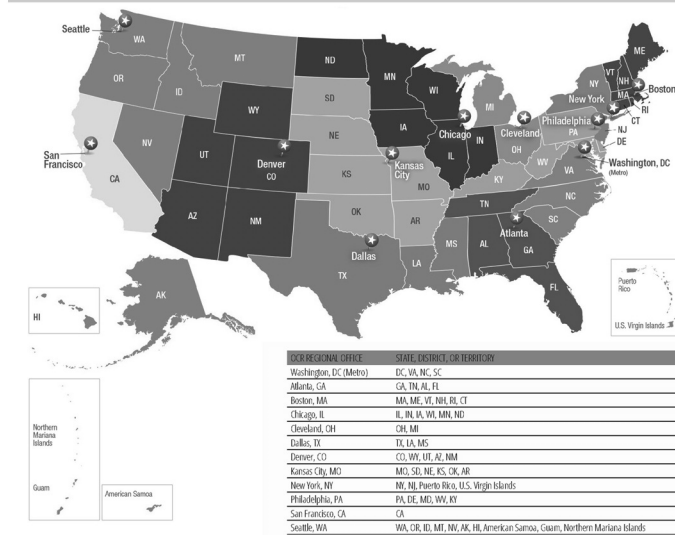 Seattle
WA
MT
ND
MN
ME
VT
NH
OR
ID
SD
WI
MI
NY
MA
Boston
New York
RI
CT
WY
IA
Chicago
Cleveland
Philadelphia
PA
NJ
DE
San
Francisco
NV
UT
Denver
CO
NE
KS
Kansas
City
MO
IL
IN
OH
WV
VA
Washington, DC
(Metro)
CA
KY
NC
AZ
NM
OK
AR
TN
SC
Dallas
TX
LA
MS
AL
GA
Atlanta
FL
AK
HI
Puerto
Rico
U.S. Virgin Islands
Northern
Mariana
Islands
Guam
American Samoa
OCR REGIONAL OFFICE STATE, DISTRICT, OR TERRITORY
Washington, DC (Metro) DC, VA, NC, SC
Atlanta, GA GA, TN, AL, FL
Boston, MA MA, ME, VT, NH, RI, CT
Chicago, IL IL, IN, IA, WI, MN, ND
Cleveland, OH OH, MI
Dallas, TX TX, LA, MS
Denver, CO CO, WY, UT, AZ, NM
Kansas City, MO MO, SD, NE, KS, OK, AR
New York, NY NY, NJ, Puerto Rico, U.S. Virgin Islands
Philadelphia, PA PA, DE, MD, WV, KY
San Francisco, CA CA
Seattle, WA WA, OR, ID, MT, NV, AK, HI, American Samoa, Guam, Northern Mariana Islands